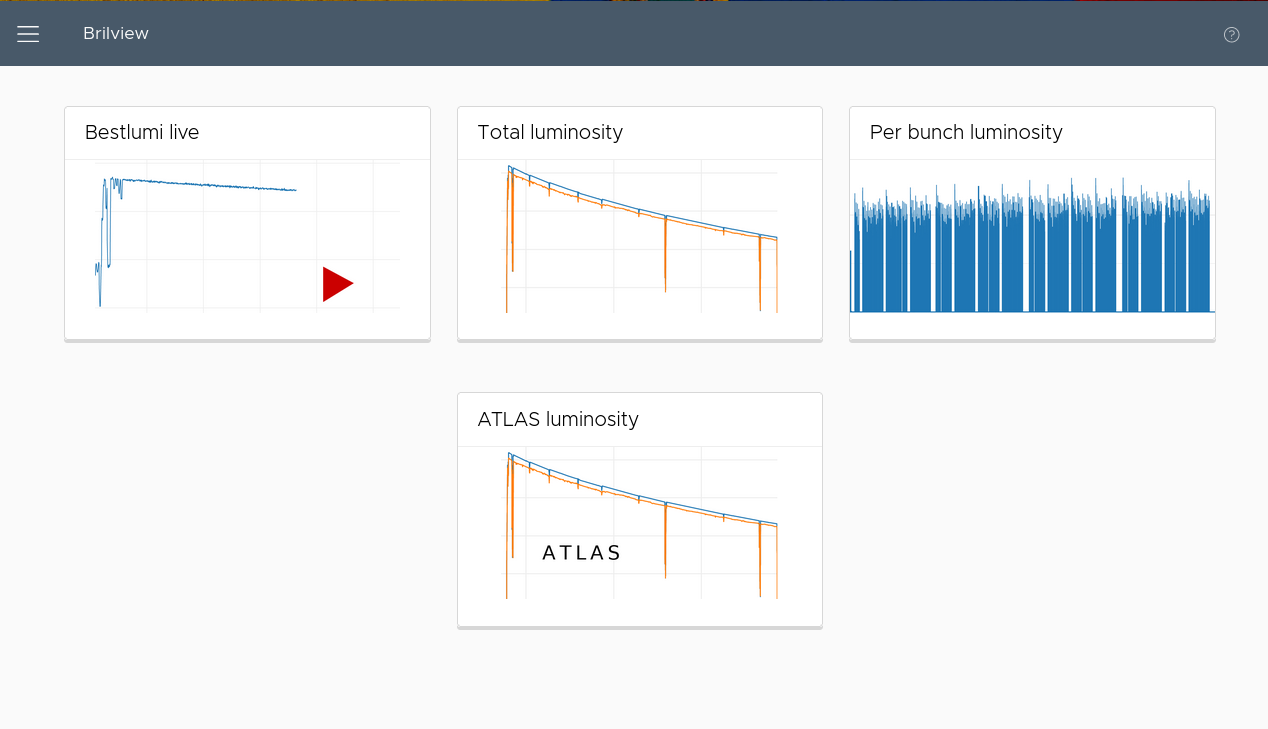 Brilview
Bestlumi live
Total luminosity
Per bunch luminosity
ATLAS luminosity
ATLAS